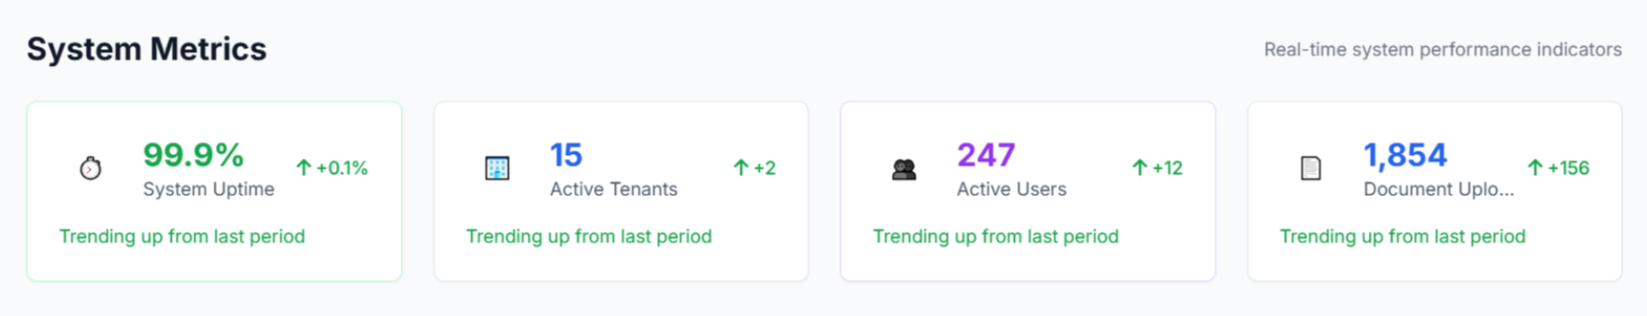 System Metrics
Real-time system performance indicators
99.9%
System Uptime
↑ +0.1%
Trending up from last period
15
Active Tenants
↑ +2
Trending up from last period
247
Active Users
↑ +12
Trending up from last period
1,854
Document Uplo...
↑ +156
Trending up from last period